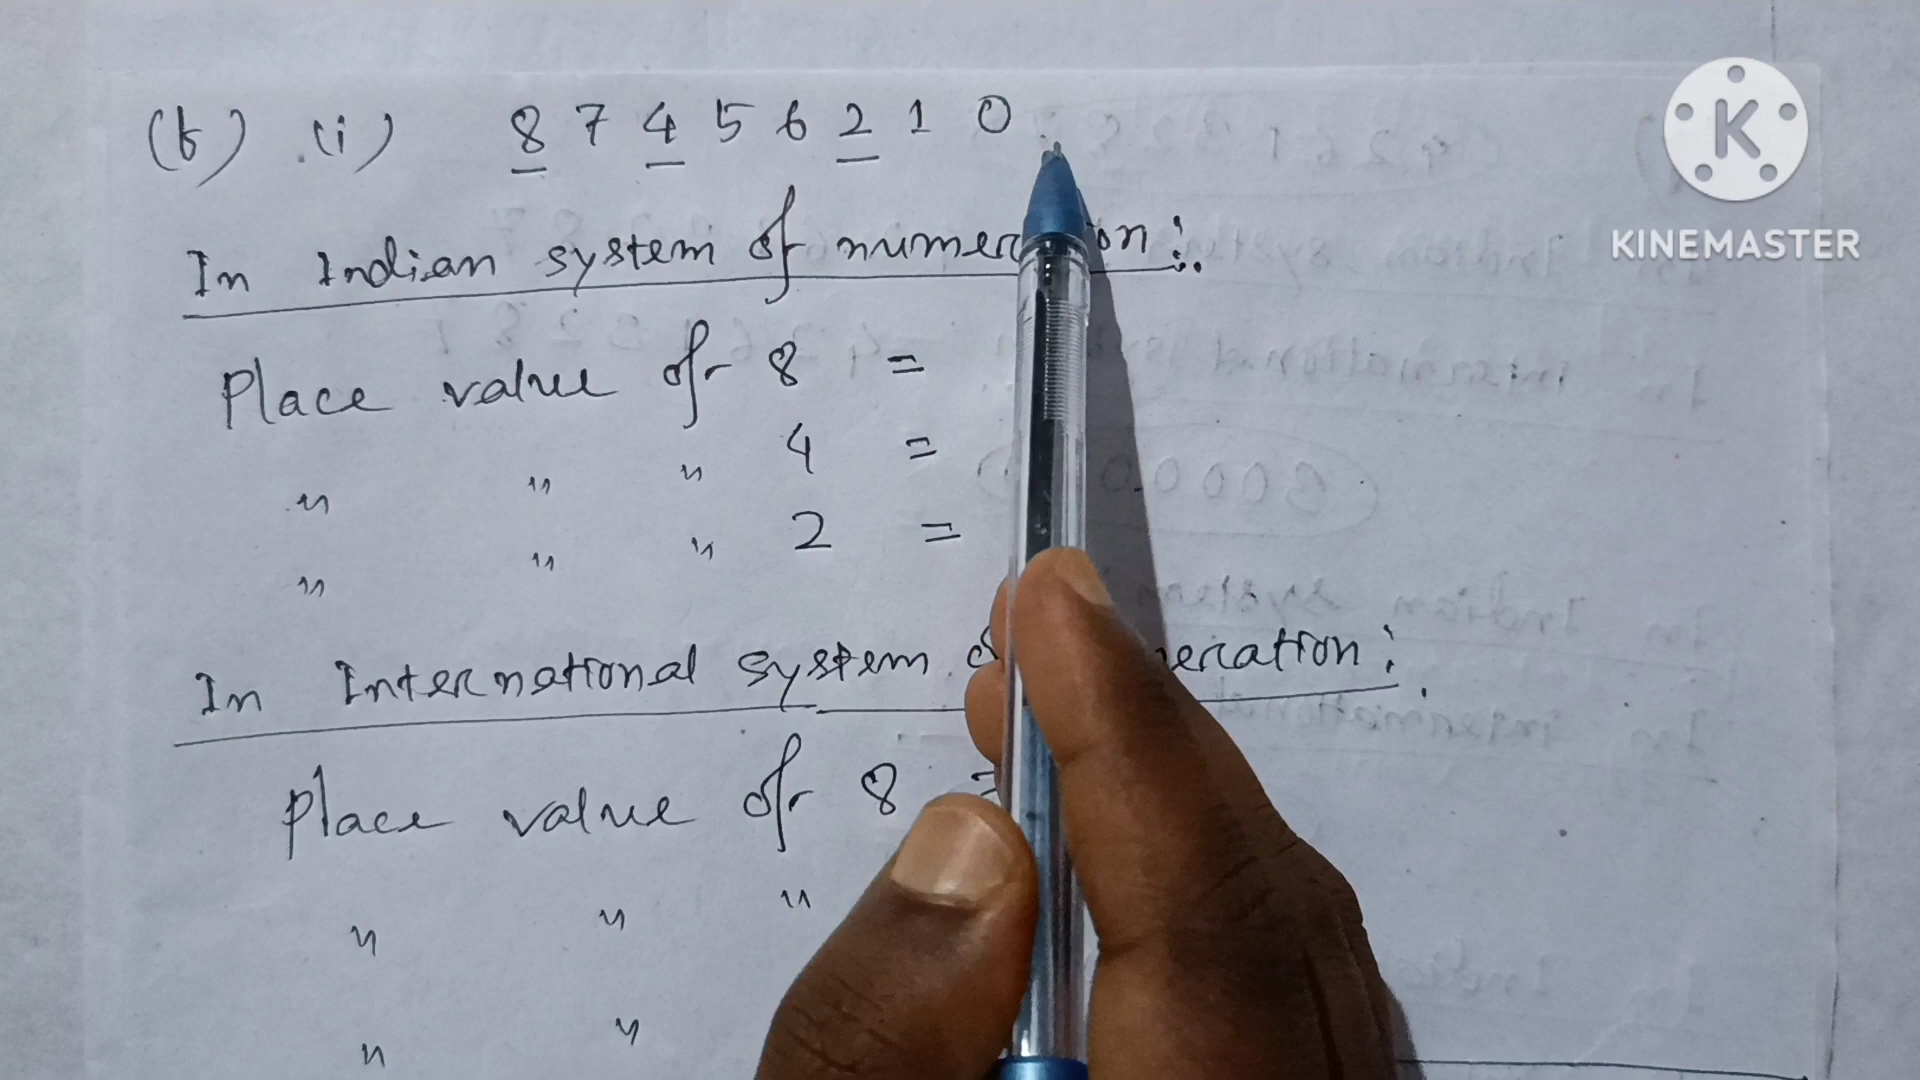 (b) (i) 8 7 4 5 6 2 1 0
In Indian system of numeration:
Place value of 8 =
" " " 4 =
" " " 2 =
In International system
Place value of 8 =
" " "
" "
K
KINEMASTER